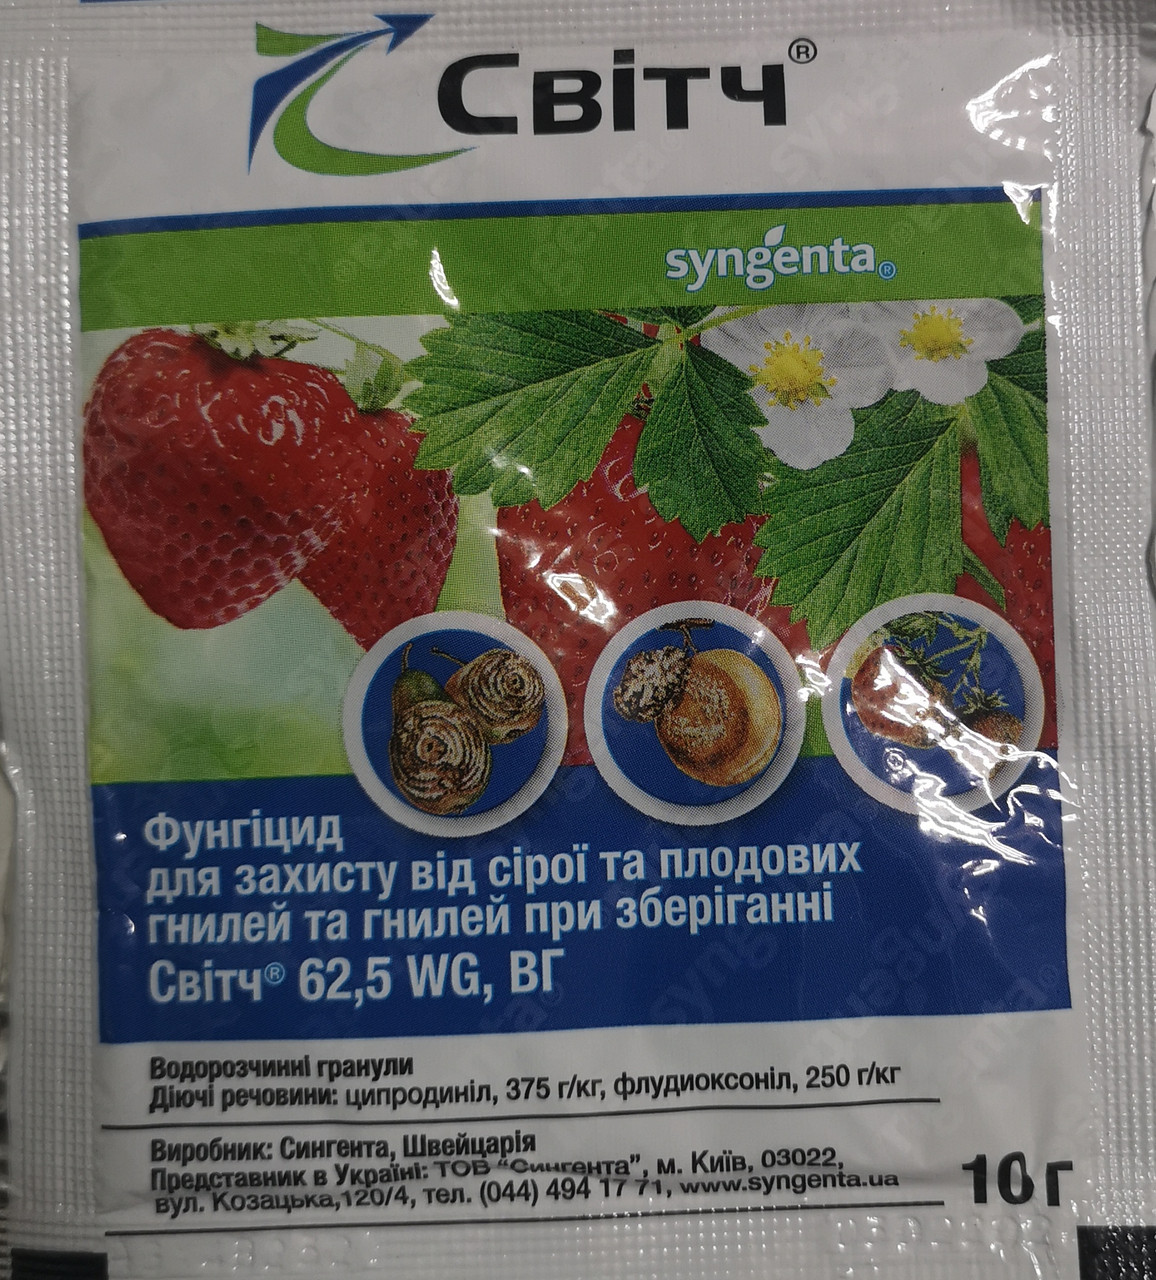 Світч®
syngenta®
Фунгіцид
для захисту від сірої та плодових
гнилей та гнилей при зберіганні
Світч® 62,5 WG, ВГ
Водорозчинні гранули
Діючі речовини: ципродиніл, 375 г/кг, флудиоксоніл, 250 г/кг
Виробник: Сингента, Швейцарія
Представник в Україні: ТОВ “Сингента”, м. Київ, 03022,
вул. Козацька,120/4, тел. (044) 494 17 71, www.syngenta.ua
10 г